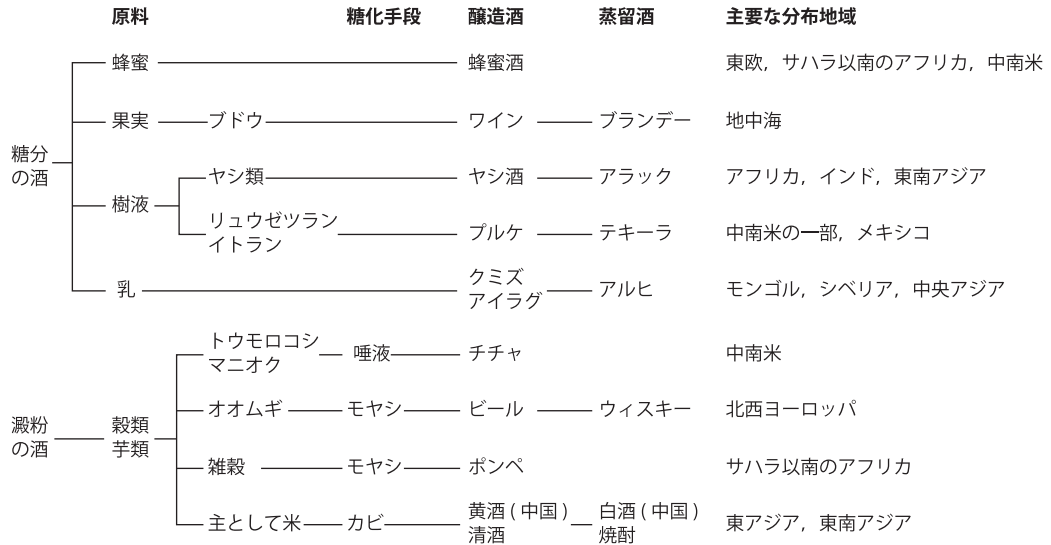 原料 糖化手段 醸造酒 蒸留酒 主要な分布地域
蜂蜜 蜂蜜酒 東欧，サハラ以南のアフリカ，中南米
果実 ブドウ ワイン ブランデー 地中海
糖分
の酒
ヤシ類 ヤシ酒 アラック アフリカ，インド，東南アジア
樹液
リュウゼツラン
イトラン
プルケ テキーラ 中南米の一部，メキシコ
乳
クミズ
アイラグ
アルヒ モンゴル，シベリア，中央アジア
トウモロコシ
マニオク
唾液 チチャ 中南米
オオムギ モヤシ ビール ウィスキー 北西ヨーロッパ
澱粉
の酒
穀類
芋類
雑穀 モヤシ ポンペ サハラ以南のアフリカ
主として米 カビ
黄酒 ( 中国 )
清酒
白酒 ( 中国 )
焼酎
東アジア，東南アジア